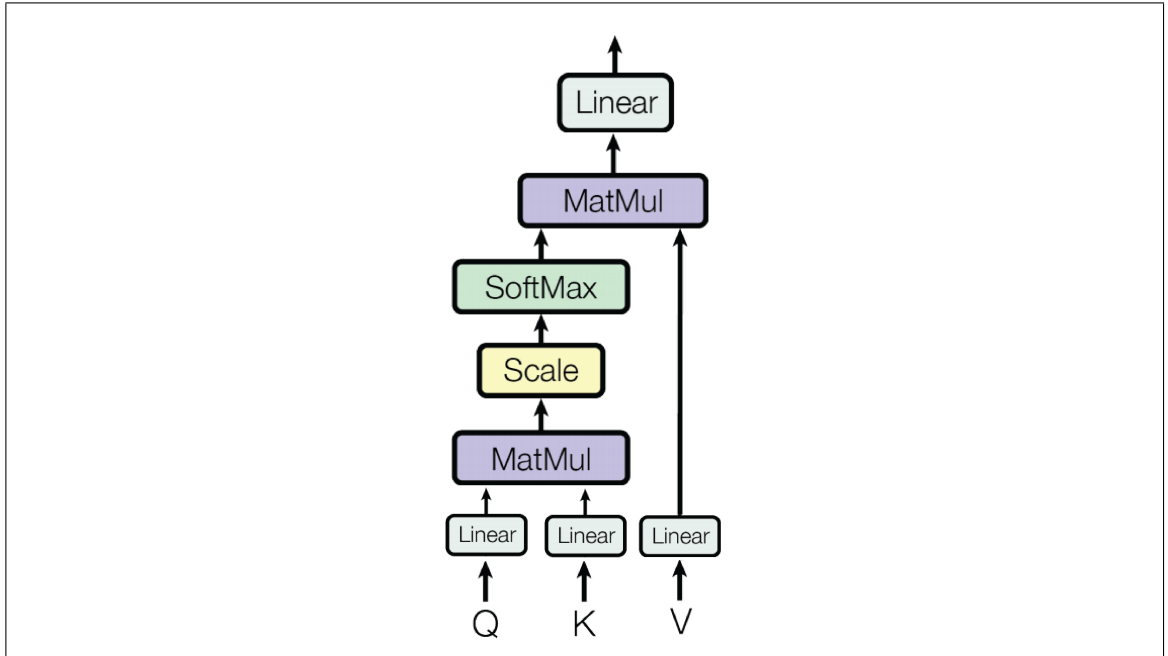 Linear
MatMul
SoftMax
Scale
MatMul
Linear Linear Linear
Q K V